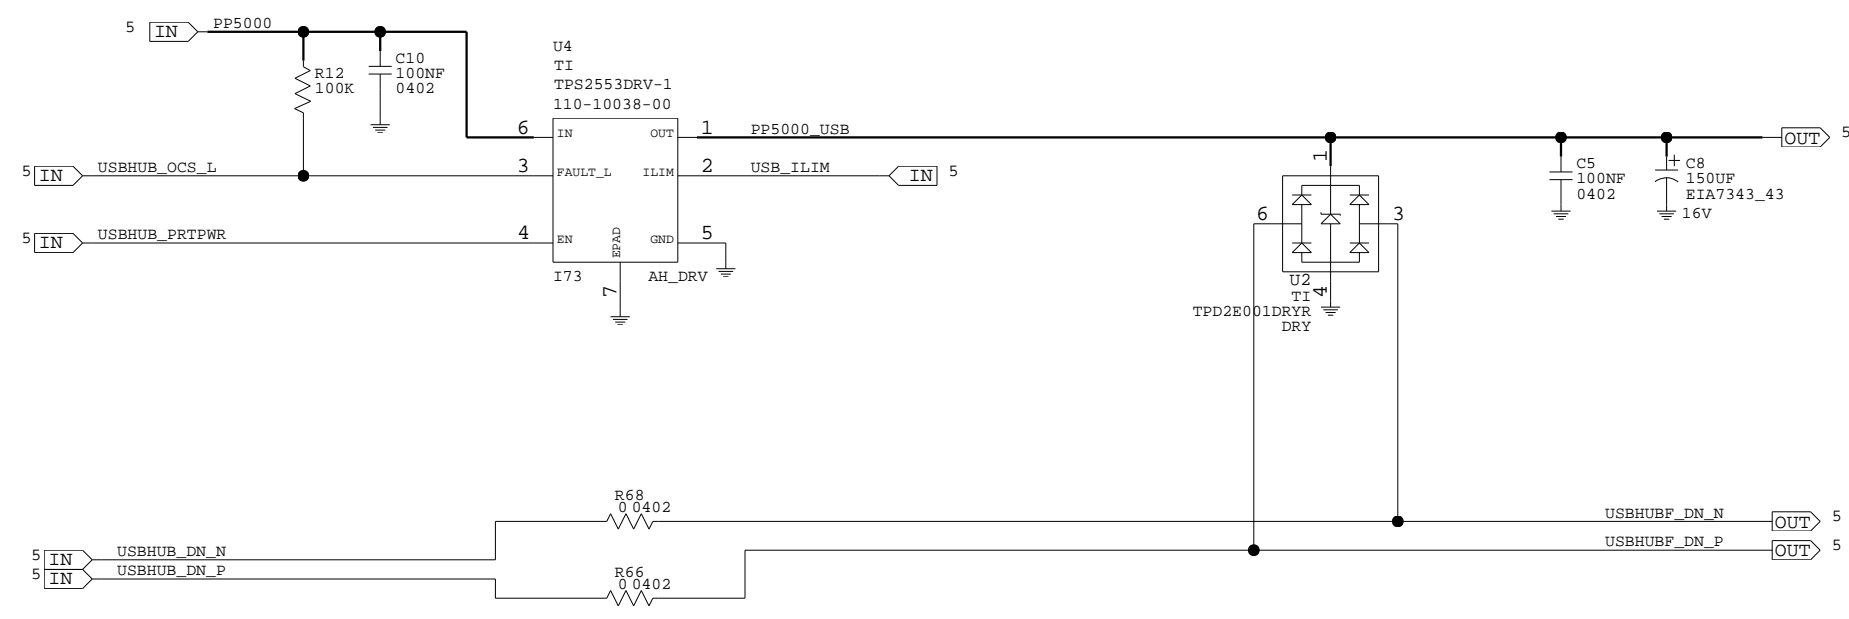 5 IN PP5000
R12
100K
C10
100NF
0402
U4
TI
TPS2553DRV-1
110-10038-00
6 IN OUT 1 PP5000_USB OUT 5
5 IN USBHUB_OCS_L 3 FAULT_L ILIM 2 USB_ILIM IN 5
5 IN USBHUB_PRTPWR 4 EN GND 5
EPAD
7
I73 AH_DRV
1
6 3
4
U2
TI
TPD2E001DRYR
DRY
C5
100NF
0402
+ C8
150UF
EIA7343_43
16V
R68
0 0402
USBHUBF_DN_N OUT 5
5 IN USBHUB_DN_N
USBHUBF_DN_P OUT 5
5 IN USBHUB_DN_P
R66
0 0402